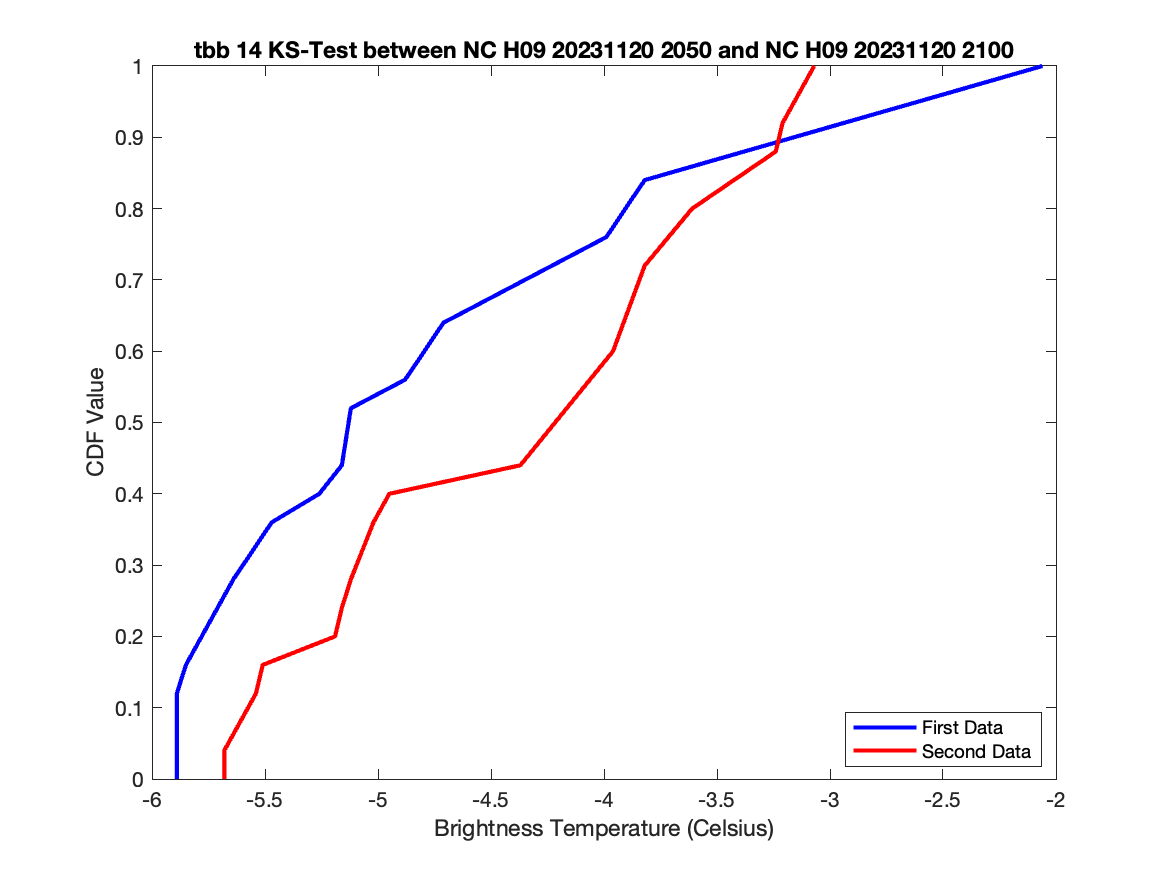 tbb 14 KS-Test between NC H09 20231120 2050 and NC H09 20231120 2100
1
0.9
0.8
0.7
0.6
0.5
0.4
0.3
0.2
0.1
0
CDF Value
First Data
Second Data
-6 -5.5 -5 -4.5 -4 -3.5 -3 -2.5 -2
Brightness Temperature (Celsius)